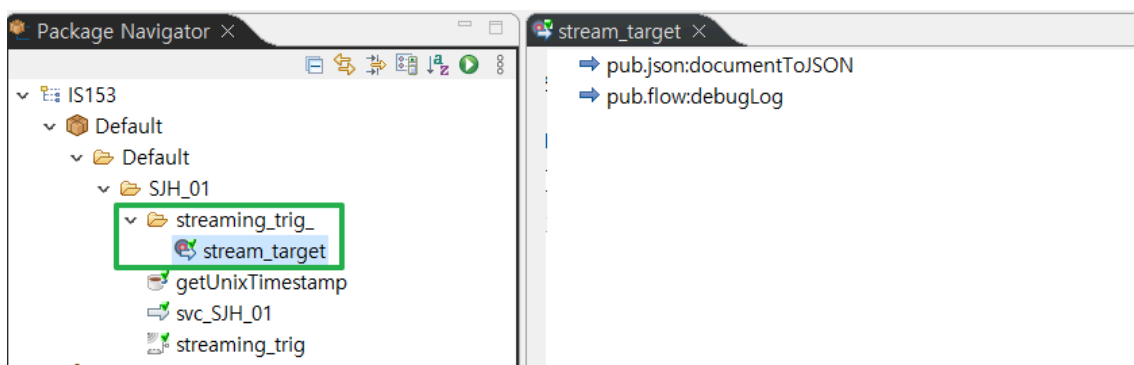 Package Navigator
IS153
Default
Default
SJH_01
streaming_trig_
stream_target
getUnixTimestamp
svc_SJH_01
streaming_trig
stream_target
pub.json:documentToJSON
pub.flow:debugLog